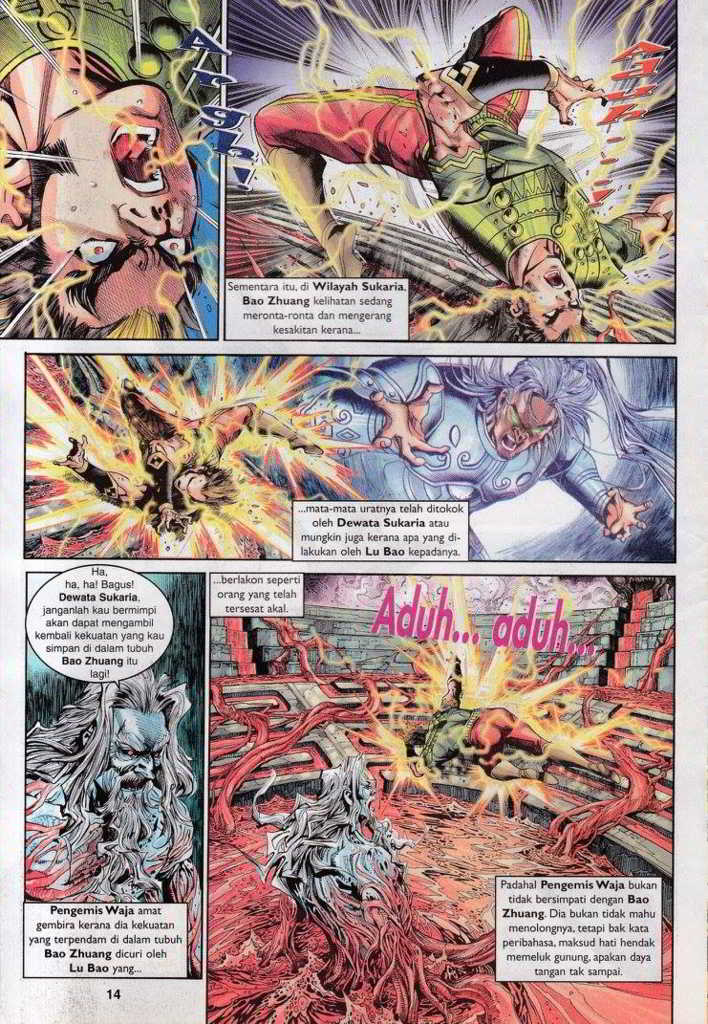 Argh!
Aahhh...
Sementara itu, di Wilayah Sukaria,
Bao Zhuang kelihatan sedang
meronta-ronta dan mengerang
kesakitan kerana...
...mata-mata uratnya telah ditokok
oleh Dewata Sukaria atau
mungkin juga kerana apa yang di-
lakukan oleh Lu Bao kepadanya.
Ha,
ha, ha! Bagus!
Dewata Sukaria,
janganlah kau bermimpi
akan dapat mengambil
kembali kekuatan yang kau
simpan di dalam tubuh
Bao Zhuang itu
lagi!
Pengemis Waja amat
gembira kerana dia kekuatan
yang terpendam di dalam tubuh
Bao Zhuang dicuri oleh
Lu Bao yang...
...berlakon seperti
orang yang telah
tersesat akal.
Aduh... aduh...
Padahal Pengemis Waja bukan
tidak bersimpati dengan Bao
Zhuang. Dia bukan tidak mahu
menolongnya, tetapi bak kata
peribahasa, maksud hati hendak
memeluk gunung, apakan daya
tangan tak sampai.
14